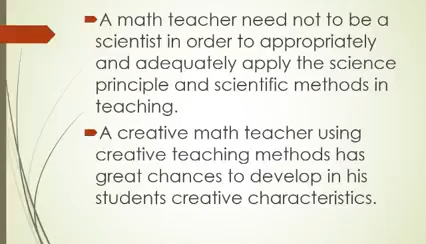 A math teacher need not to be a
scientist in order to appropriately
and adequately apply the science
principle and scientific methods in
teaching.
A creative math teacher using
creative teaching methods has
great chances to develop in his
students creative characteristics.